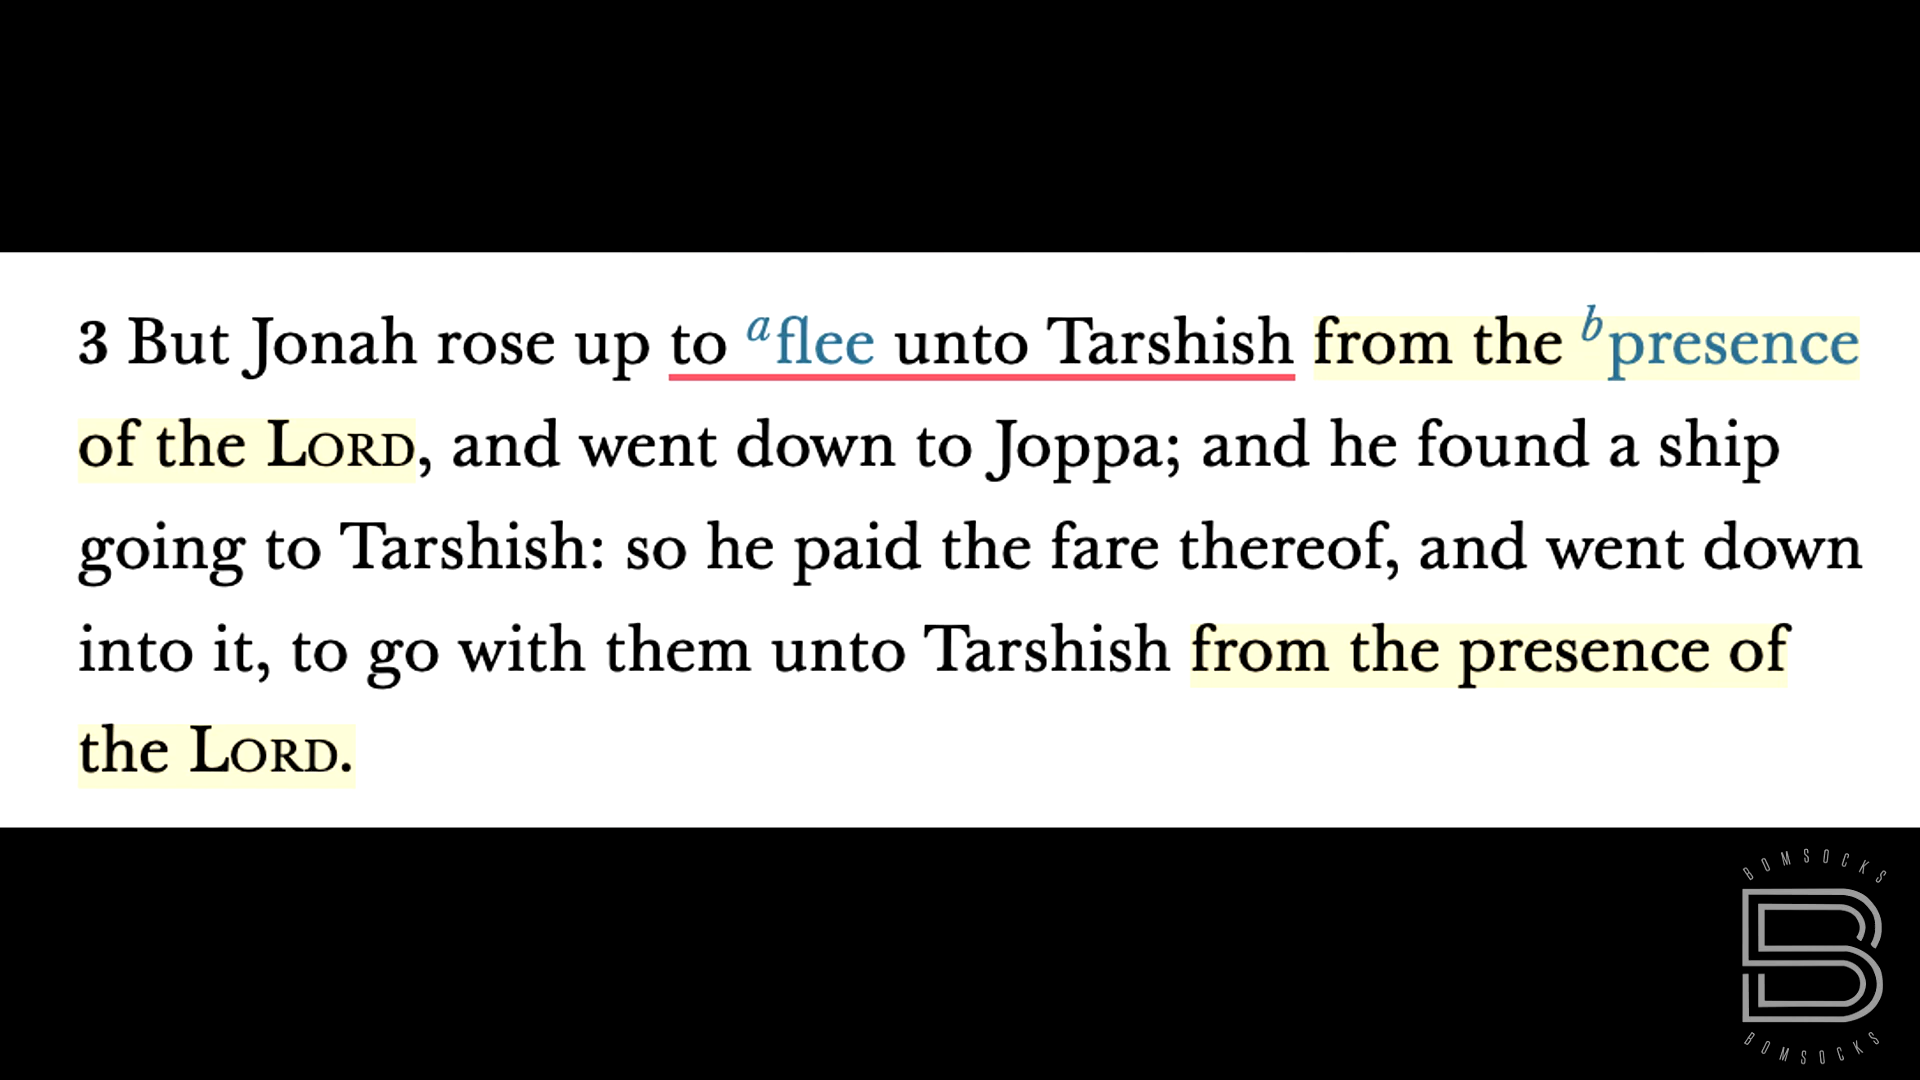 3 But Jonah rose up to a flee unto Tarshish from the b presence
of the LORD, and went down to Joppa; and he found a ship
going to Tarshish: so he paid the fare thereof, and went down
into it, to go with them unto Tarshish from the presence of
the LORD.
BOMSOCKS
B
BOMSOCKS